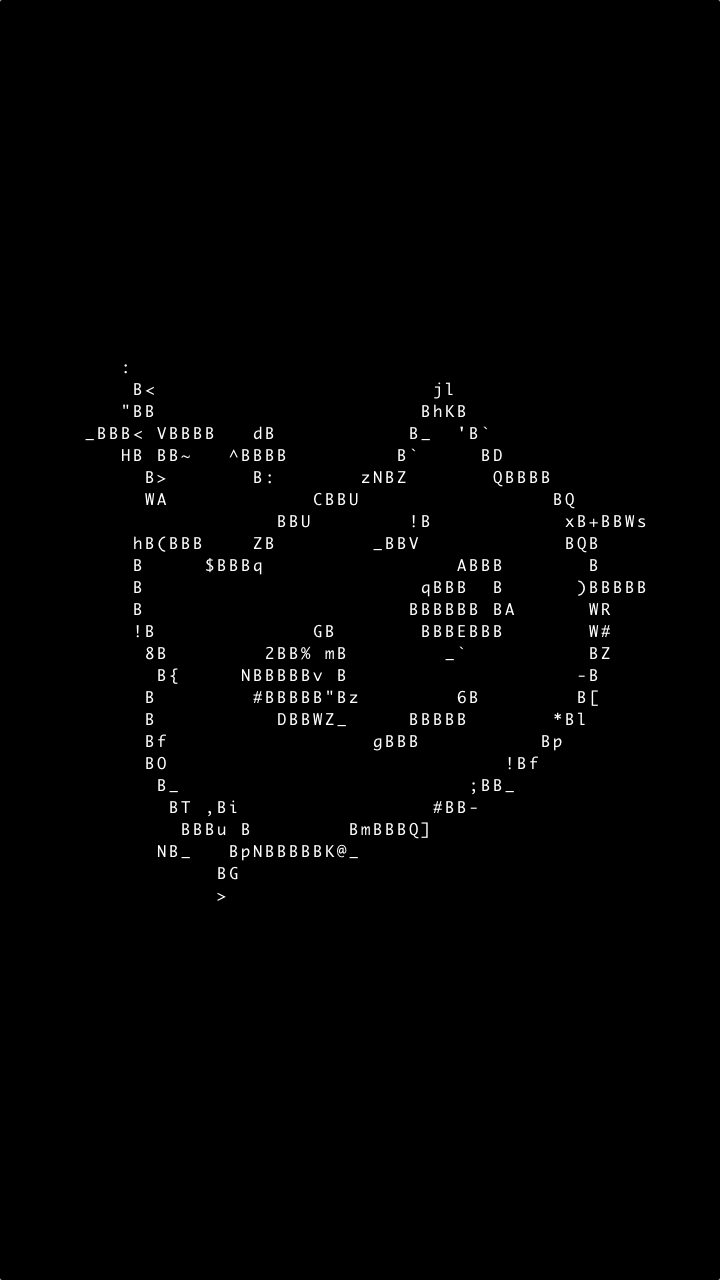 :
B< jl
"BB BhKB
_BBB< VBBBB dB B_ 'B`
HB BB~ ^BBBB B` BD
B> B: zNBZ QBBBB
WA CBBU BQ
BBU !B xB+BBWs
hB(BBB ZB _BBV BQB
B $BBBq ABBB B
B qBBB B )BBBBB
B BBBBBB BA WR
!B GB BBBEBBB W#
8B 2BB% mB _` BZ
B{ NBBBBBv B -B
B #BBBBB"Bz 6B B[
B DBBWZ_ BBBBB *Bl
Bf gBBB Bp
BO !Bf
B_ ;BB_
BT ,Bi #BB-
BBBu B BmBBBQ]
NB_ BpNBBBBBK@_
BG
>